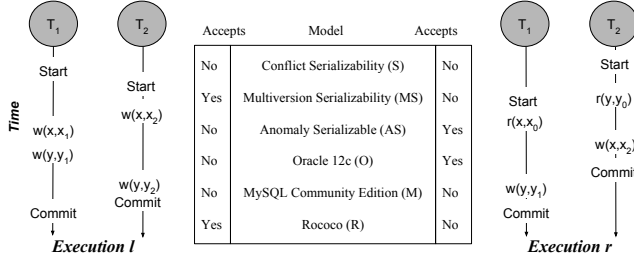 T1
T2
Accepts Model Accepts
T1
T2
Start
Start
w(x,x2)
w(x,x1)
w(y,y1)
w(y,y2)
Commit
Commit
Time
Execution l
No Conflict Serializability (S) No
Yes Multiversion Serializability (MS) No
No Anomaly Serializable (AS) Yes
No Oracle 12c (O) Yes
No MySQL Community Edition (M) No
Yes Rococo (R) No
Start
r(y,y0)
Start
r(x,x0)
w(x,x2)
Commit
w(y,y1)
Commit
Execution r